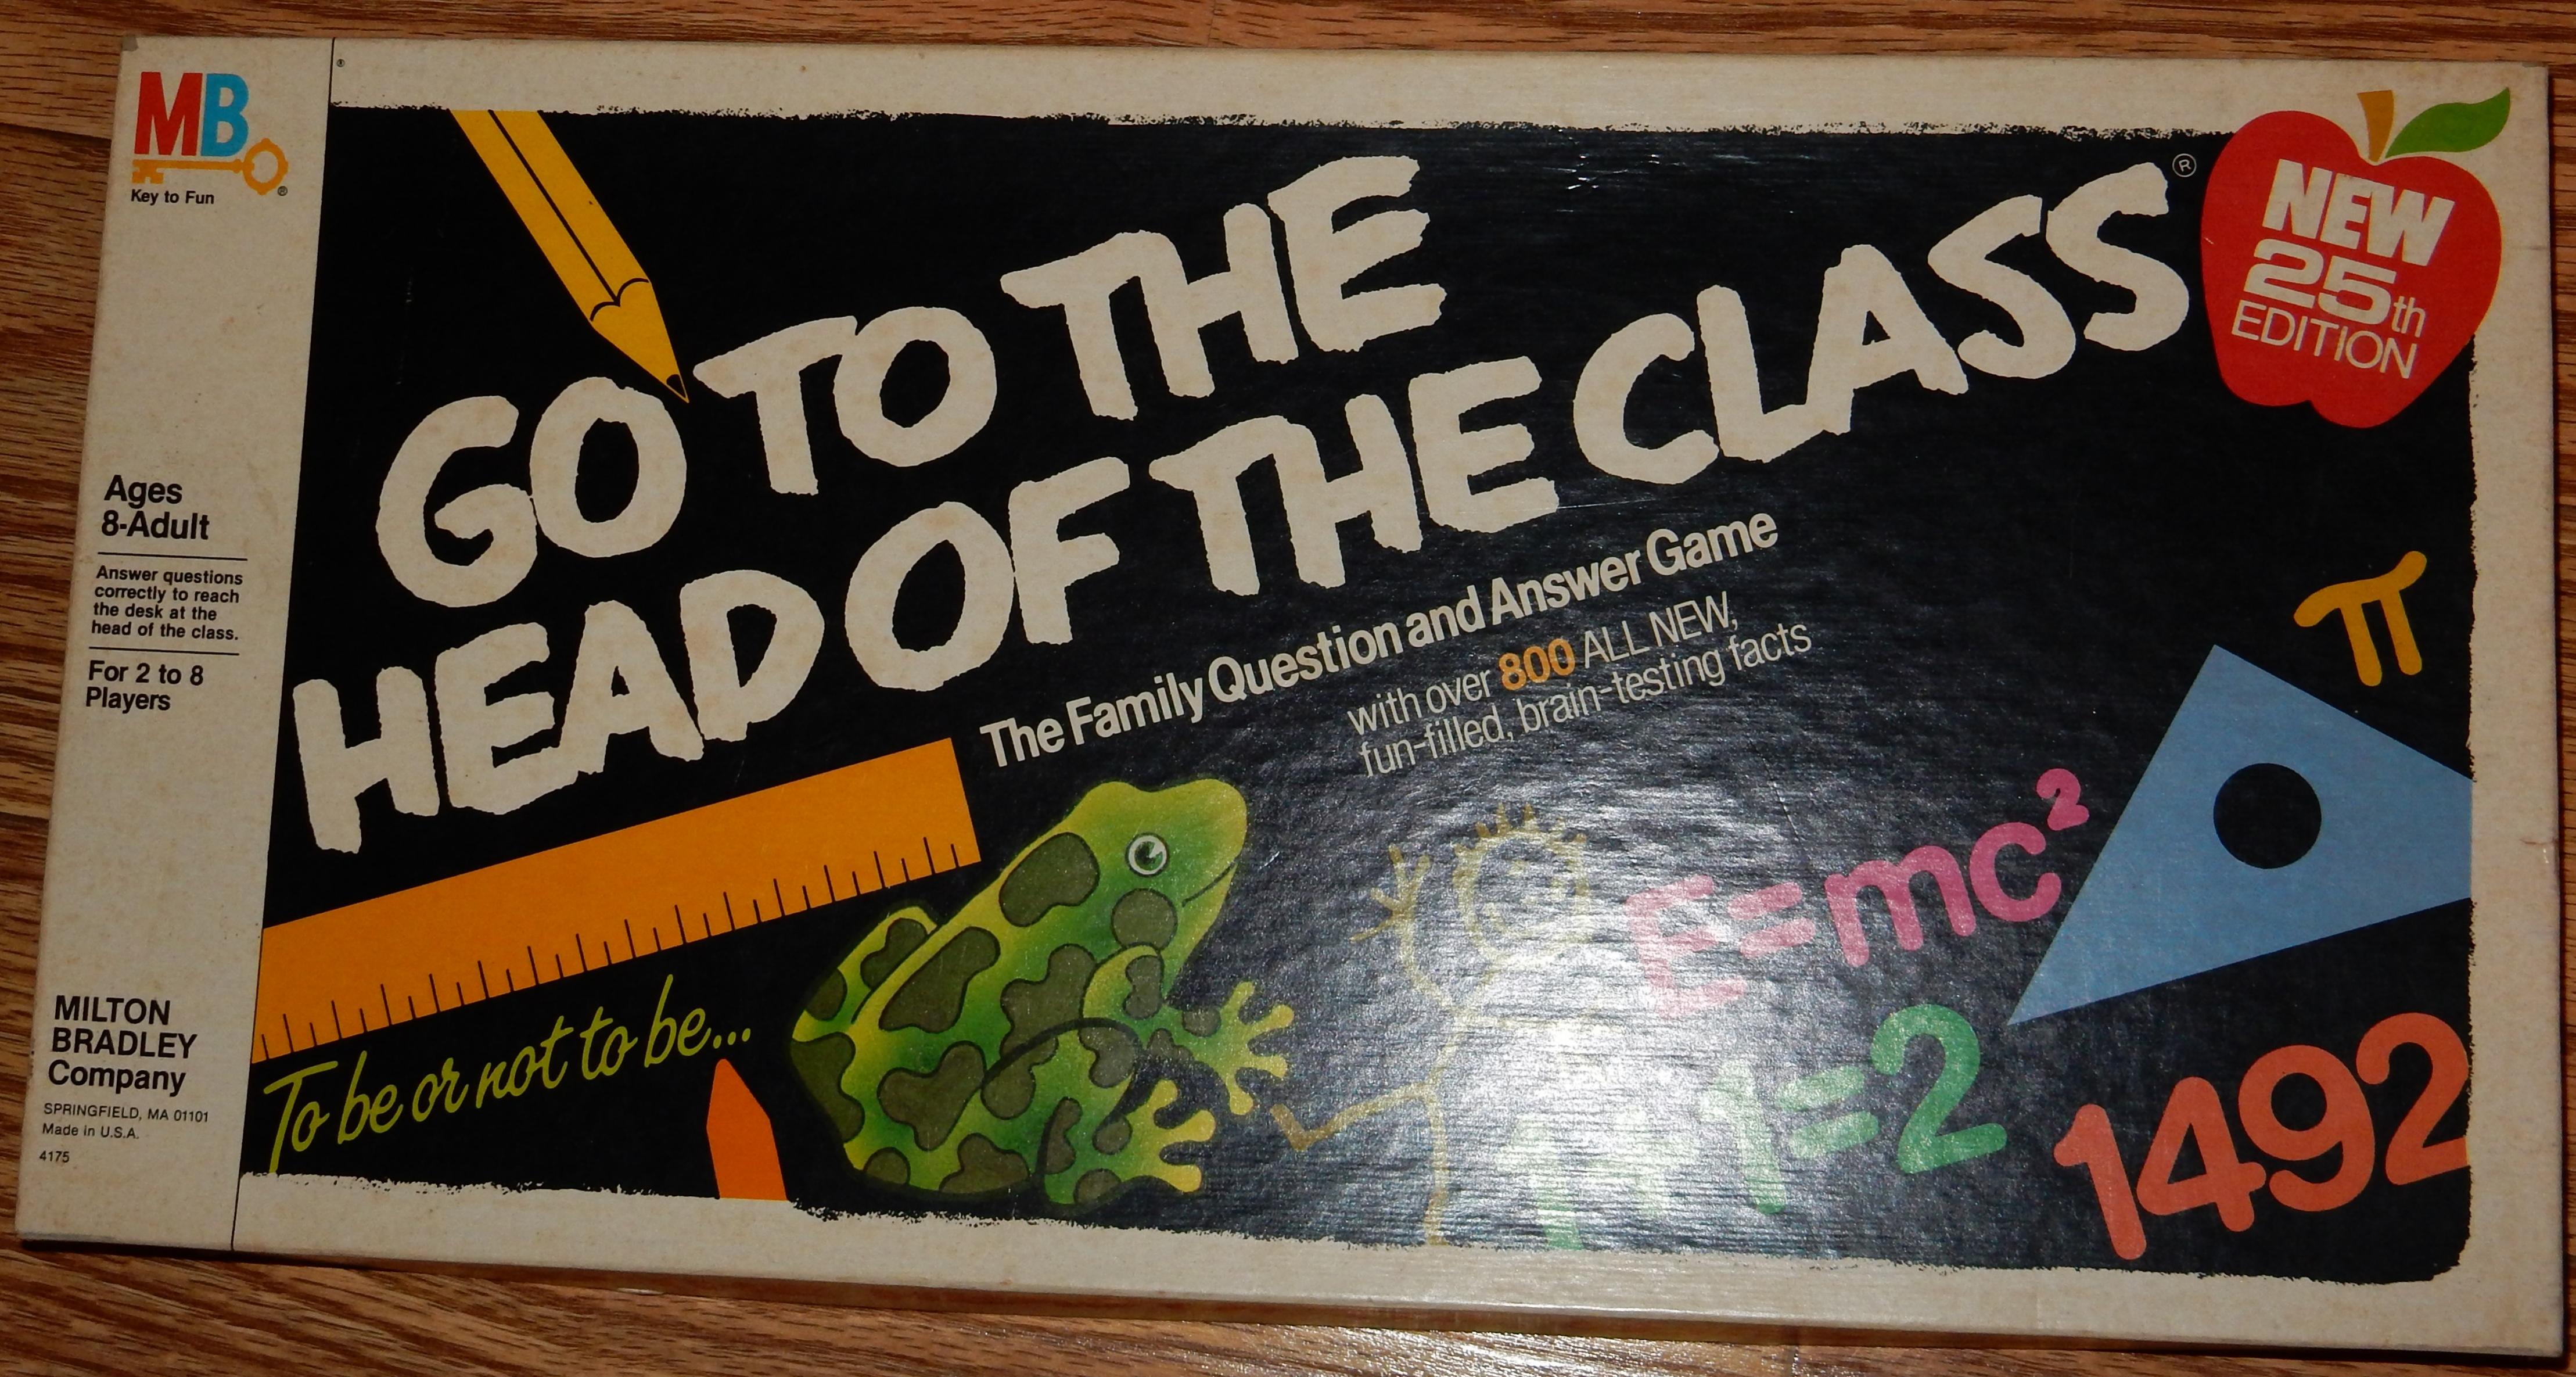 MB
Key to Fun ®
Ages
8-Adult
Answer questions
correctly to reach
the desk at the
head of the class.
For 2 to 8
Players
MILTON
BRADLEY
Company
SPRINGFIELD, MA 01101
Made in U.S.A.
4175
®
GO TO THE
HEAD OF THE CLASS ®
NEW
25th
EDITION
The Family Question and Answer Game
with over 800 ALL NEW,
fun-filled, brain-testing facts
π
E=mc²
To be or not to be...
1+1=2
1492